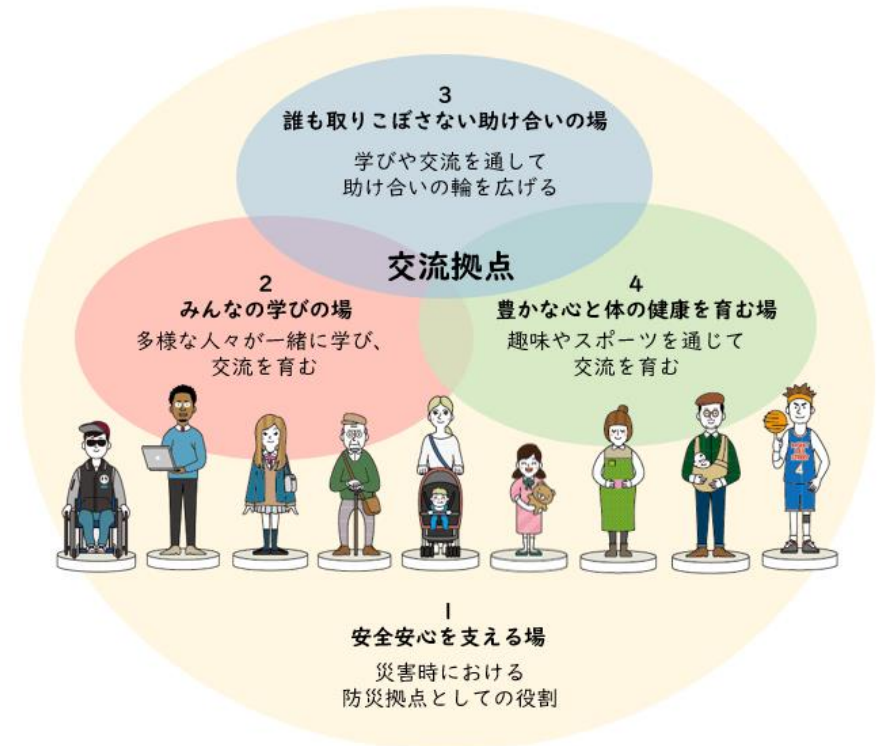 3
誰も取りこぼさない助け合いの場
学びや交流を通して
助け合いの輪を広げる
交流拠点
2
みんなの学びの場
多様な人々が一緒に学び、
交流を育む
4
豊かな心と体の健康を育む場
趣味やスポーツを通じて
交流を育む
4
1
安全安心を支える場
災害時における
防災拠点としての役割